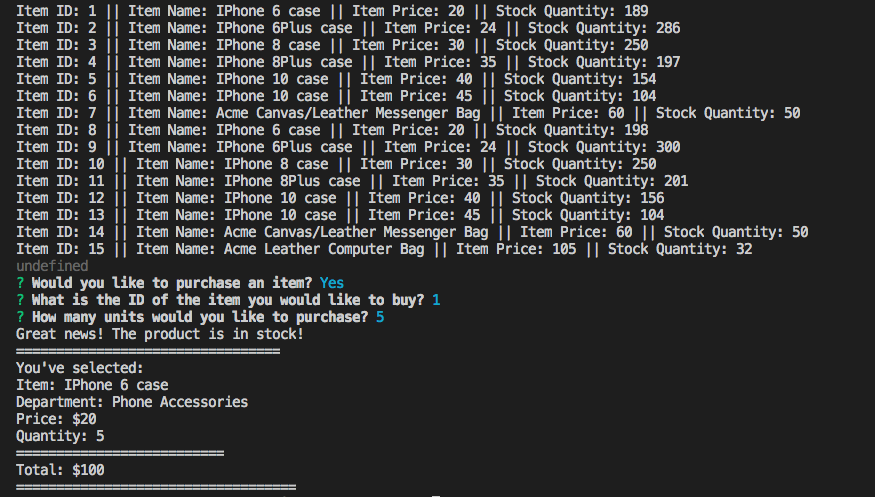 Item ID: 1 || Item Name: IPhone 6 case || Item Price: 20 || Stock Quantity: 189
Item ID: 2 || Item Name: IPhone 6Plus case || Item Price: 24 || Stock Quantity: 286
Item ID: 3 || Item Name: IPhone 8 case || Item Price: 30 || Stock Quantity: 250
Item ID: 4 || Item Name: IPhone 8Plus case || Item Price: 35 || Stock Quantity: 197
Item ID: 5 || Item Name: IPhone 10 case || Item Price: 40 || Stock Quantity: 154
Item ID: 6 || Item Name: IPhone 10 case || Item Price: 45 || Stock Quantity: 104
Item ID: 7 || Item Name: Acme Canvas/Leather Messenger Bag || Item Price: 60 || Stock Quantity: 50
Item ID: 8 || Item Name: IPhone 6 case || Item Price: 20 || Stock Quantity: 198
Item ID: 9 || Item Name: IPhone 6Plus case || Item Price: 24 || Stock Quantity: 300
Item ID: 10 || Item Name: IPhone 8 case || Item Price: 30 || Stock Quantity: 250
Item ID: 11 || Item Name: IPhone 8Plus case || Item Price: 35 || Stock Quantity: 201
Item ID: 12 || Item Name: IPhone 10 case || Item Price: 40 || Stock Quantity: 156
Item ID: 13 || Item Name: IPhone 10 case || Item Price: 45 || Stock Quantity: 104
Item ID: 14 || Item Name: Acme Canvas/Leather Messenger Bag || Item Price: 60 || Stock Quantity: 50
Item ID: 15 || Item Name: Acme Leather Computer Bag || Item Price: 105 || Stock Quantity: 32
undefined
? Would you like to purchase an item? Yes
? What is the ID of the item you would like to buy? 1
? How many units would you like to purchase? 5
Great news! The product is in stock!
=================================
You've selected:
Item: IPhone 6 case
Department: Phone Accessories
Price: $20
Quantity: 5
==========================
Total: $100
===================================